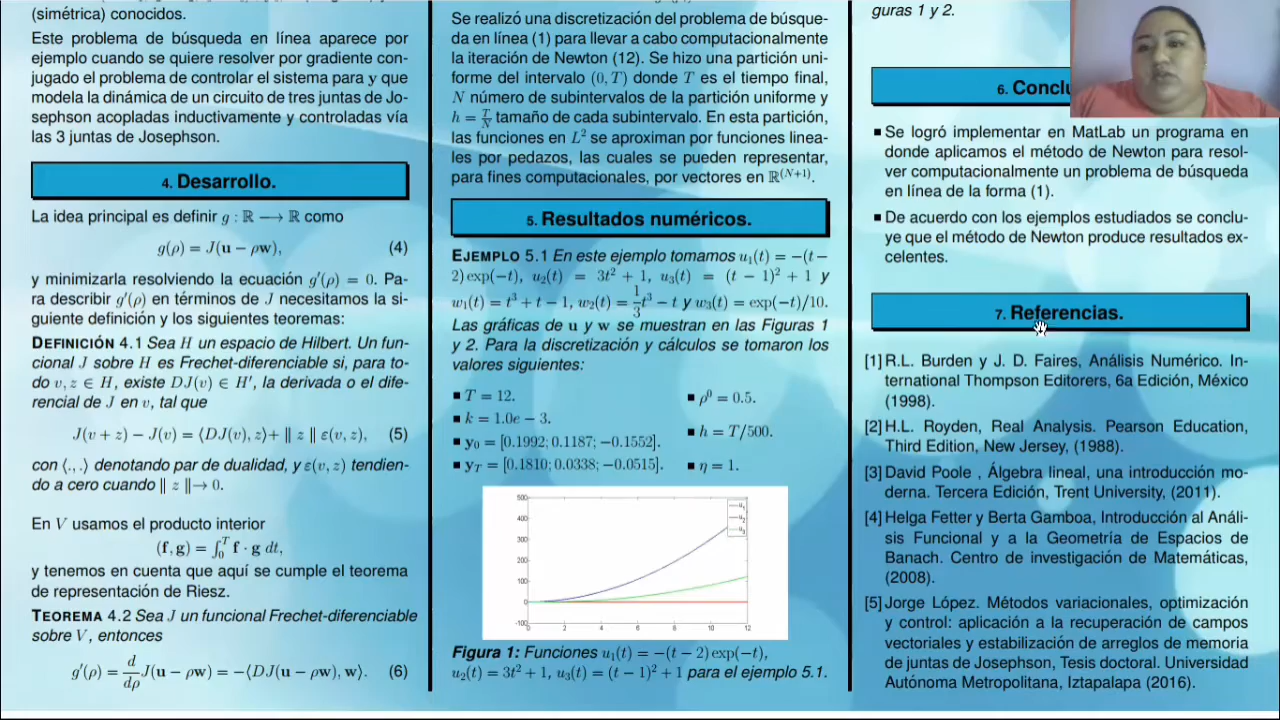 (simétrica) conocidos.
Este problema de búsqueda en línea aparece por
ejemplo cuando se quiere resolver por gradiente con-
jugado el problema de controlar el sistema para y que
modela la dinámica de un circuito de tres juntas de Jo-
sephson acopladas inductivamente y controladas vía
las 3 juntas de Josephson.
4. Desarrollo.
La idea principal es definir g : ℝ ⟶ ℝ como
g(ρ) = J(u − ρw), (4)
y minimizarla resolviendo la ecuación g′(ρ) = 0. Pa-
ra describir g′(ρ) en términos de J necesitamos la si-
guiente definición y los siguientes teoremas:
DEFINICIÓN 4.1 Sea H un espacio de Hilbert. Un fun-
cional J sobre H es Frechet-diferenciable si, para to-
do v, z ∈ H, existe DJ(v) ∈ H′, la derivada o el dife-
rencial de J en v, tal que
J(v + z) − J(v) = ⟨DJ(v), z⟩+ ∥ z ∥ ε(v, z), (5)
con ⟨., .⟩ denotando par de dualidad, y ε(v, z) tendien-
do a cero cuando ∥ z ∥→ 0.
En V usamos el producto interior
(f, g) = ∫₀ᵀ f · g dt,
y tenemos en cuenta que aquí se cumple el teorema
de representación de Riesz.
TEOREMA 4.2 Sea J un funcional Frechet-diferenciable
sobre V, entonces
g′(ρ) = d/dρ J(u − ρw) = −⟨DJ(u − ρw), w⟩. (6)
Se realizó una discretización del problema de búsque-
da en línea (1) para llevar a cabo computacionalmente
la iteración de Newton (12). Se hizo una partición uni-
forme del intervalo (0, T) donde T es el tiempo final,
N número de subintervalos de la partición uniforme y
h = T/N tamaño de cada subintervalo. En esta partición,
las funciones en L² se aproximan por funciones linea-
les por pedazos, las cuales se pueden representar,
para fines computacionales, por vectores en ℝ⁽ᴺ⁺¹⁾.
5. Resultados numéricos.
EJEMPLO 5.1 En este ejemplo tomamos u₁(t) = −(t−
2) exp(−t), u₂(t) = 3t² + 1, u₃(t) = (t − 1)² + 1 y
w₁(t) = t³ + t − 1, w₂(t) = 1/3 t³ − t y w₃(t) = exp(−t)/10.
Las gráficas de u y w se muestran en las Figuras 1
y 2. Para la discretización y cálculos se tomaron los
valores siguientes:
■ T = 12.
■ k = 1.0e − 3.
■ y₀ = [0.1992; 0.1187; −0.1552].
■ y_T = [0.1810; 0.0338; −0.0515].
■ ρ⁰ = 0.5.
■ h = T/500.
■ η = 1.
500
400
300
200
100
0
-100
0 2 4 6 8 10 12
u₁
u₂
u₃
Figura 1: Funciones u₁(t) = −(t − 2) exp(−t),
u₂(t) = 3t² + 1, u₃(t) = (t − 1)² + 1 para el ejemplo 5.1.
guras 1 y 2.
6. Conclu
■ Se logró implementar en MatLab un programa en
donde aplicamos el método de Newton para resol-
ver computacionalmente un problema de búsqueda
en línea de la forma (1).
■ De acuerdo con los ejemplos estudiados se conclu-
ye que el método de Newton produce resultados ex-
celentes.
7. Referencias.
[1] R.L. Burden y J. D. Faires, Análisis Numérico. In-
ternational Thompson Editorers, 6a Edición, México
(1998).
[2] H.L. Royden, Real Analysis. Pearson Education,
Third Edition, New Jersey, (1988).
[3] David Poole , Álgebra lineal, una introducción mo-
derna. Tercera Edición, Trent University, (2011).
[4] Helga Fetter y Berta Gamboa, Introducción al Análi-
sis Funcional y a la Geometría de Espacios de
Banach. Centro de investigación de Matemáticas,
(2008).
[5] Jorge López. Métodos variacionales, optimización
y control: aplicación a la recuperación de campos
vectoriales y estabilización de arreglos de memoria
de juntas de Josephson, Tesis doctoral. Universidad
Autónoma Metropolitana, Iztapalapa (2016).